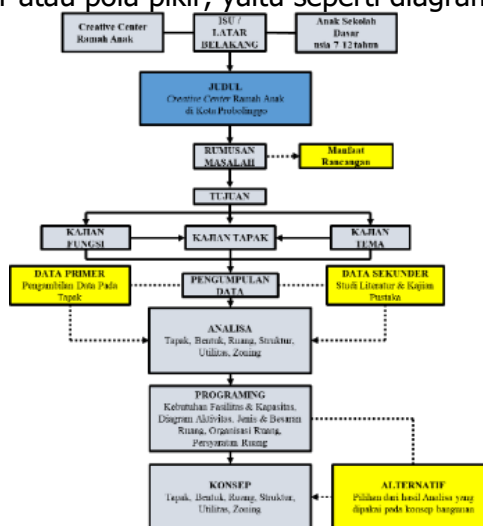 r atau pola pikir, yaitu seperti diagram
Creative Center
Ramah Anak
ISU /
LATAR
BELAKANG
Anak Sekolah
Dasar
usia 7-12 tahun
JUDUL
Creative Center Ramah Anak
di Kota Probolinggo
RUMUSAN
MASALAH
Manfaat
Rancangan
TUJUAN
KAJIAN
FUNGSI
KAJIAN TAPAK
KAJIAN
TEMA
DATA PRIMER
Pengambilan Data Pada
Tapak
PENGUMPULAN
DATA
DATA SEKUNDER
Studi Literatur & Kajian
Pustaka
ANALISA
Tapak, Bentuk, Ruang, Struktur,
Utilitas, Zoning
PROGRAMING
Kebutuhan Fasilitas & Kapasitas,
Diagram Aktivitas, Jenis & Besaran
Ruang, Organisasi Ruang,
Persyaratan Ruang
KONSEP
Tapak, Bentuk, Ruang, Struktur,
Utilitas, Zoning
ALTERNATIF
Pilihan dari hasil Analisa yang
dipakai pada konsep bangunan